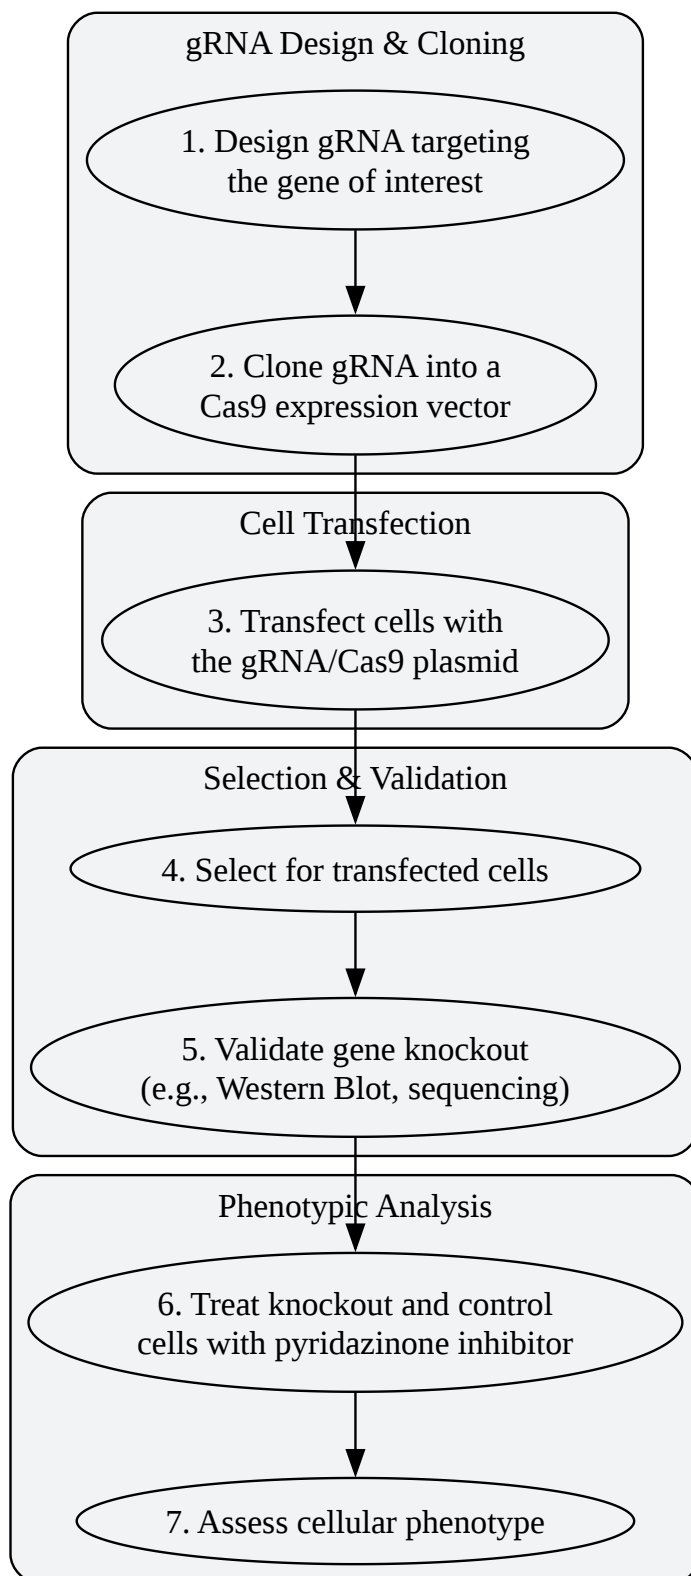 gRNA Design & Cloning
1. Design gRNA targeting
the gene of interest
2. Clone gRNA into a
Cas9 expression vector
Cell Transfection
3. Transfect cells with
the gRNA/Cas9 plasmid
Selection & Validation
4. Select for transfected cells
5. Validate gene knockout
(e.g., Western Blot, sequencing)
Phenotypic Analysis
6. Treat knockout and control
cells with pyridazinone inhibitor
7. Assess cellular phenotype